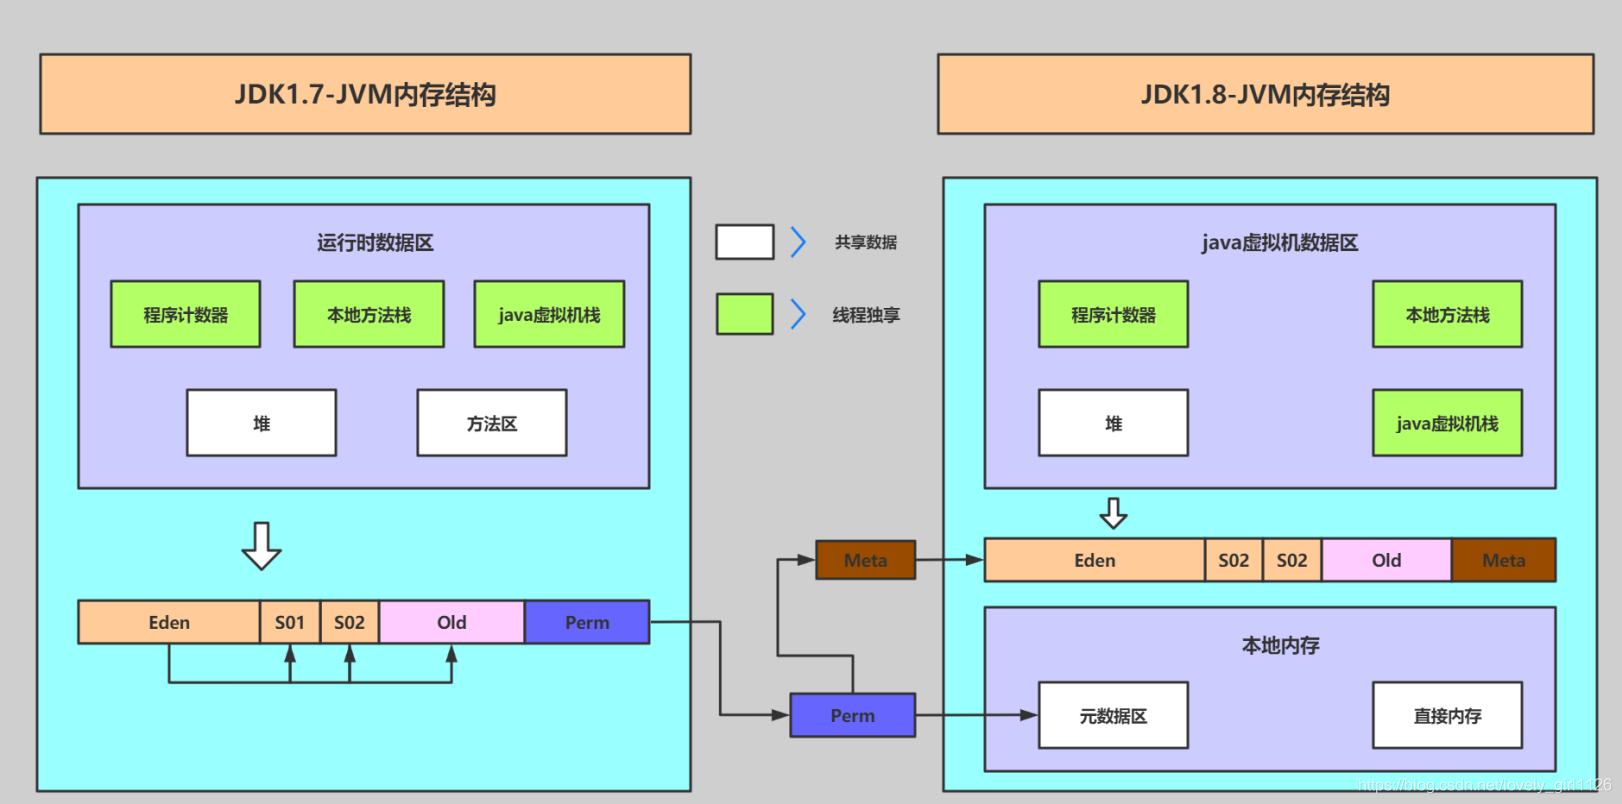 JDK1.7-JVM内存结构
JDK1.8-JVM内存结构
运行时数据区
程序计数器
本地方法栈
java虚拟机栈
堆
方法区
Eden
S01
S02
Old
Perm
共享数据
线程独享
Meta
Perm
java虚拟机数据区
程序计数器
本地方法栈
堆
java虚拟机栈
Eden
S02
S02
Old
Meta
本地内存
元数据区
直接内存
https://blog.csdn.net/lovely_girl1126